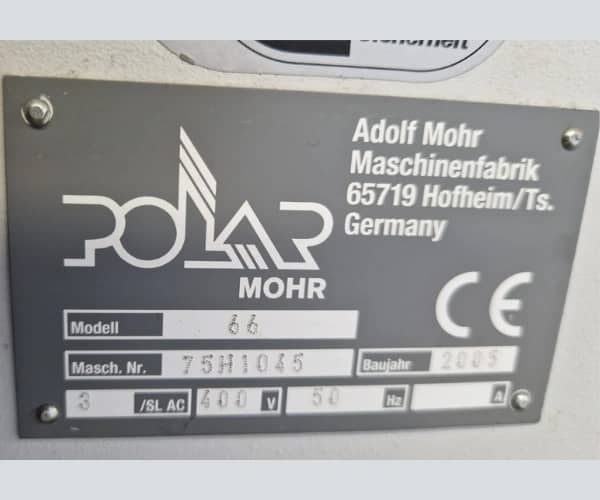 Sicherheit
POLAR
MOHR
Adolf Mohr
Maschinenfabrik
65719 Hofheim/Ts.
Germany
CE
Modell 66
Masch. Nr. 75H1045 Baujahr 2005
3 /SL AC 400 V 50 Hz A